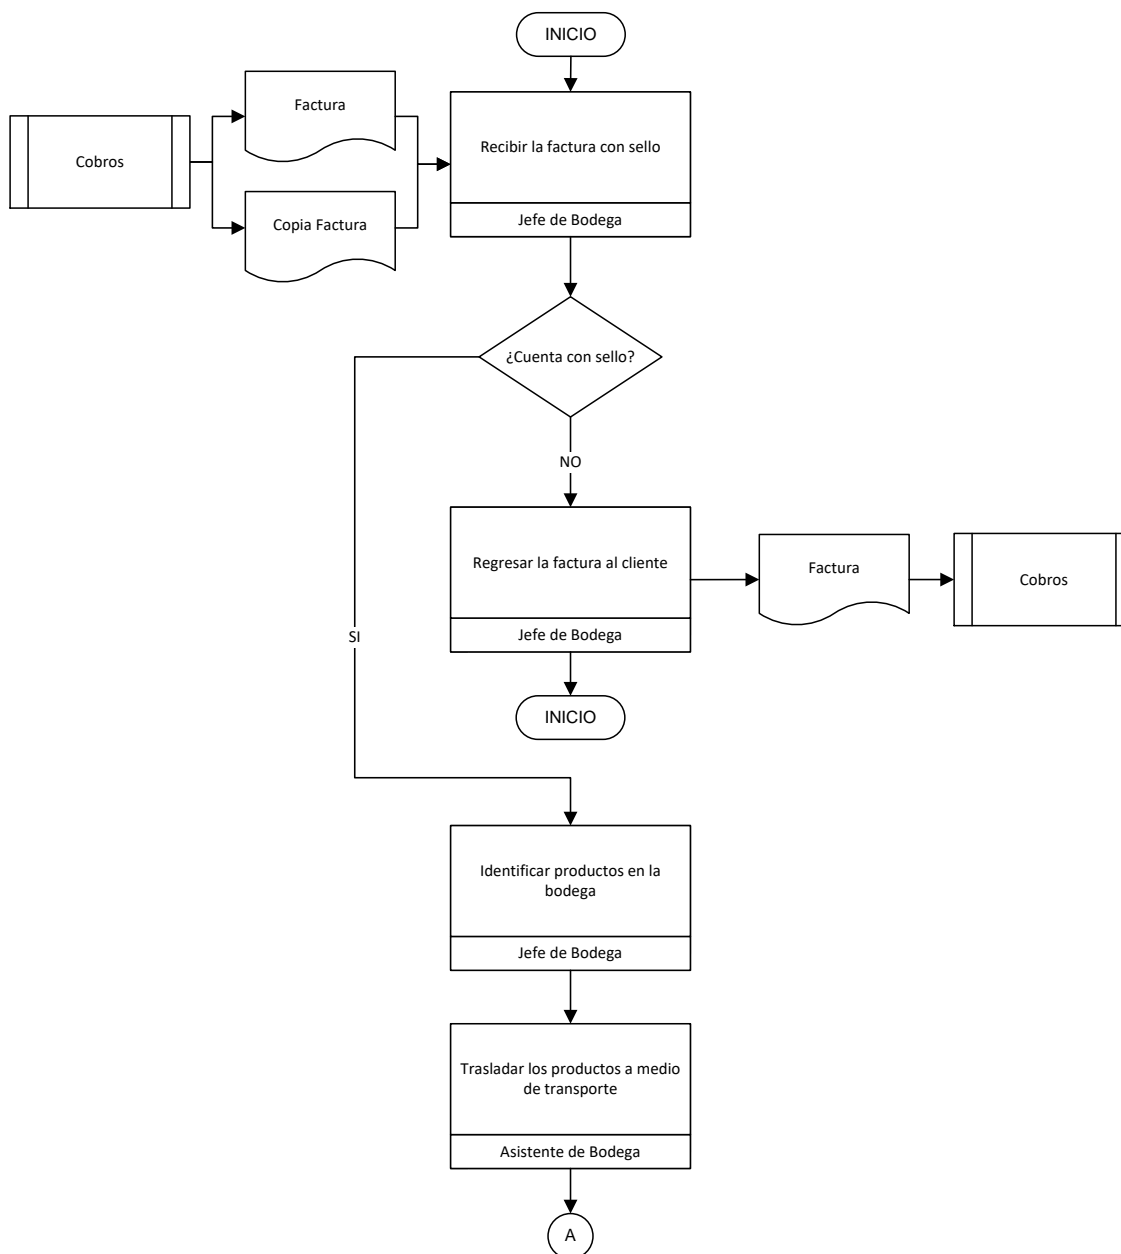 INICIO
Factura
Cobros
Recibir la factura con sello
Copia Factura
Jefe de Bodega
¿Cuenta con sello?
NO
Regresar la factura al cliente
Factura
Cobros
Jefe de Bodega
SI
INICIO
Identificar productos en la
bodega
Jefe de Bodega
Trasladar los productos a medio
de transporte
Asistente de Bodega
A